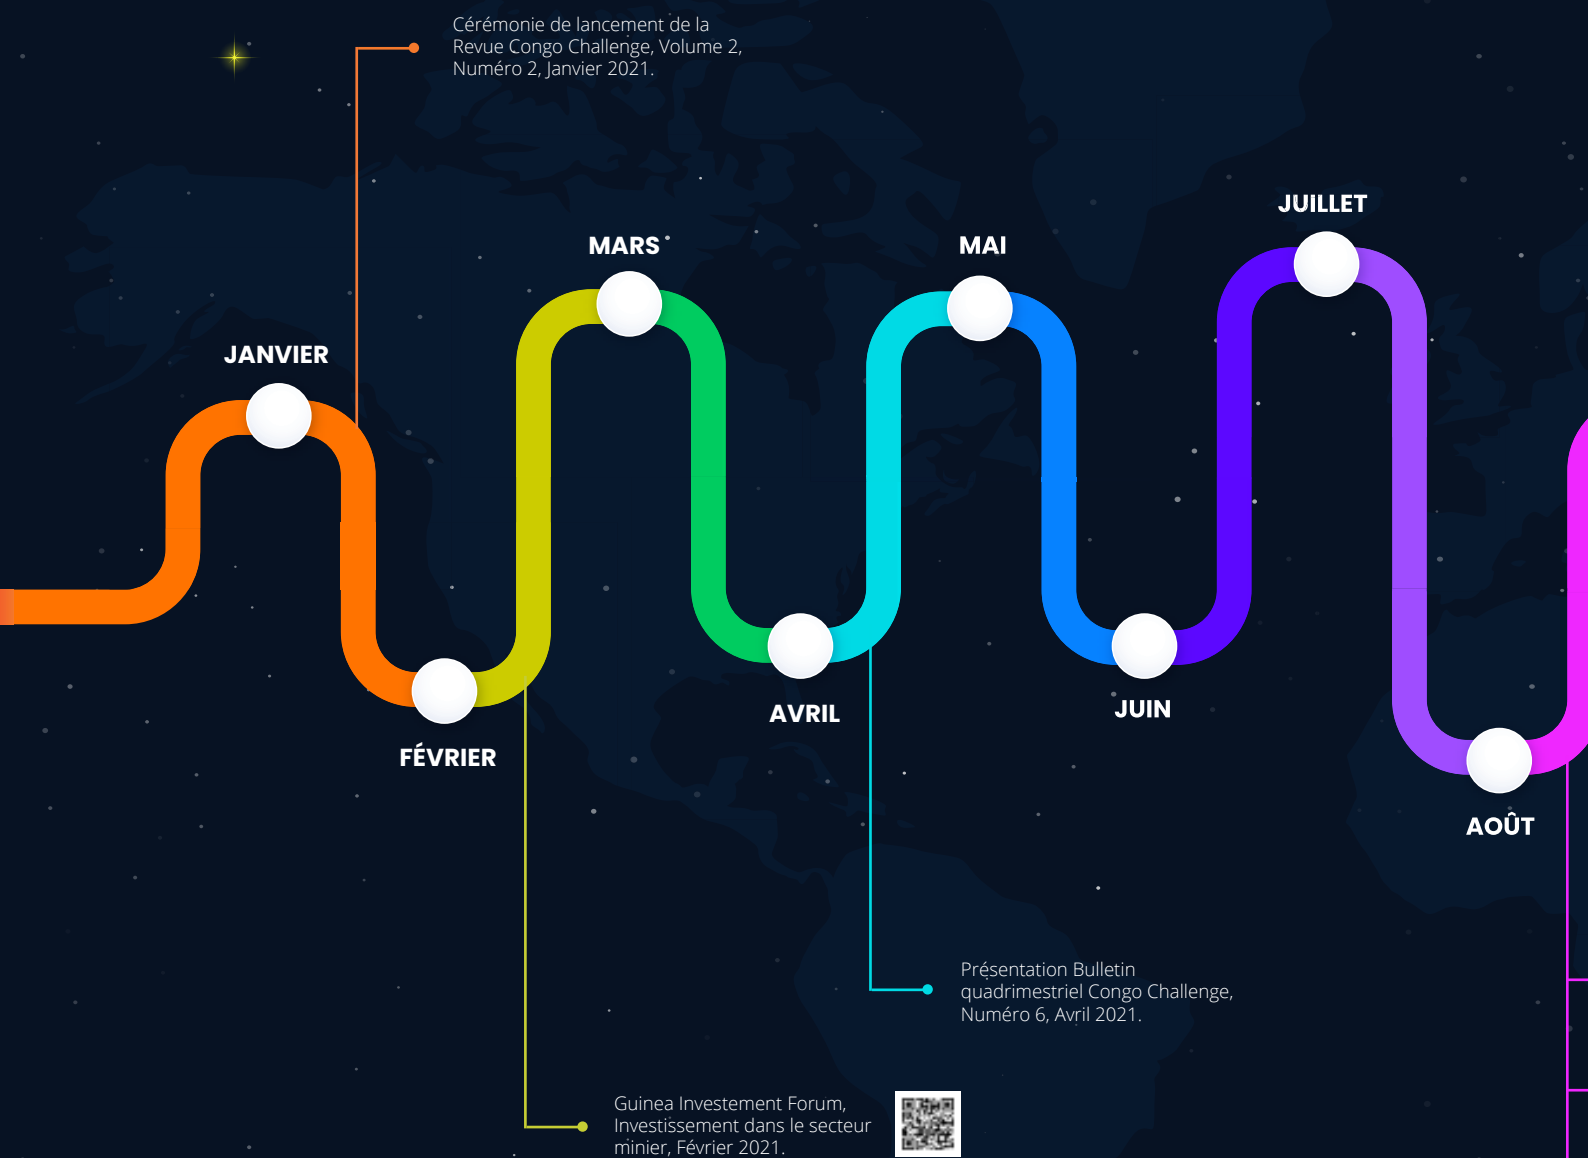 Cérémonie de lancement de la
Revue Congo Challenge, Volume 2,
Numéro 2, Janvier 2021.
JUILLET
MARS
MAI
JANVIER
AVRIL
JUIN
FÉVRIER
AOÛT
Présentation Bulletin
quadrimestriel Congo Challenge,
Numéro 6, Avril 2021.
Guinea Investement Forum,
Investissement dans le secteur
minier, Février 2021.